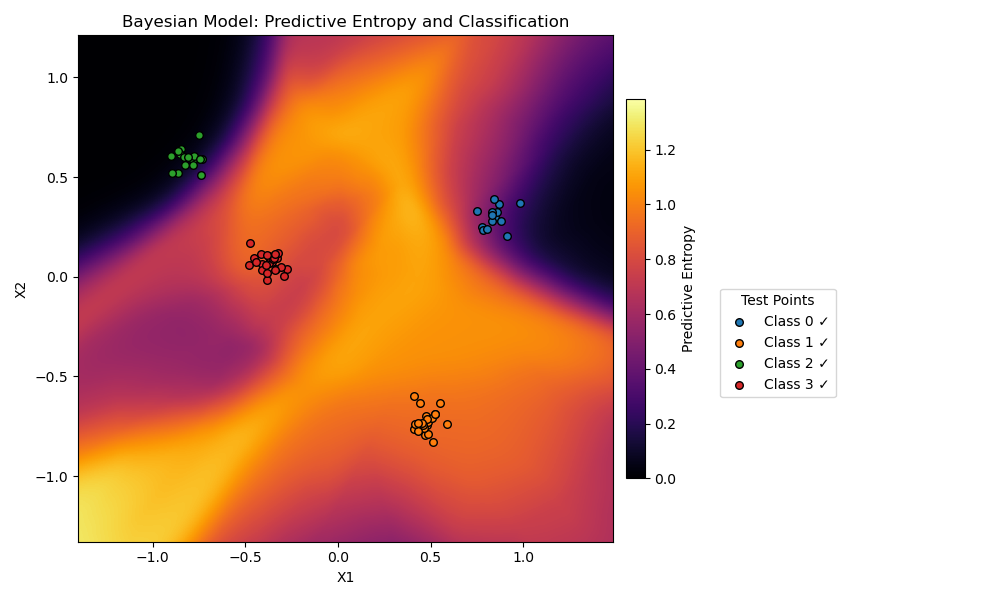 Bayesian Model: Predictive Entropy and Classification
1.0
0.5
0.0
−0.5
−1.0
X2
−1.0
−0.5
0.0
0.5
1.0
X1
1.2
1.0
0.8
0.6
0.4
0.2
0.0
Predictive Entropy
Test Points
Class 0 ✓
Class 1 ✓
Class 2 ✓
Class 3 ✓